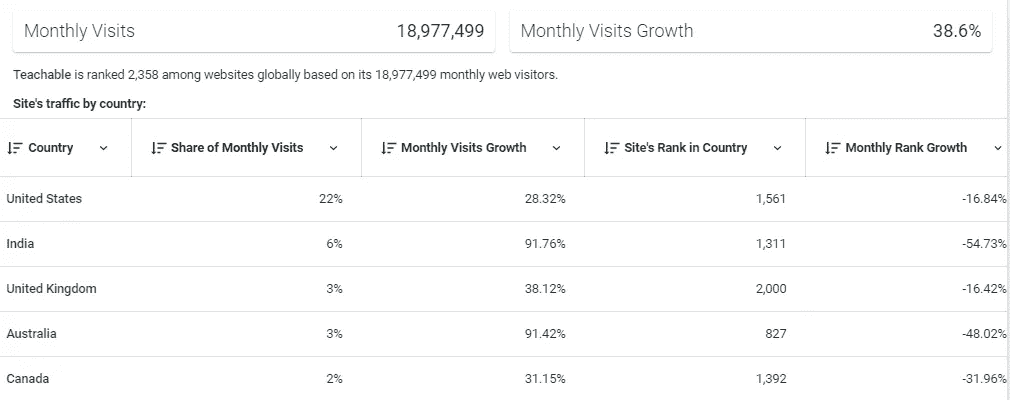 Monthly Visits 18,977,499 Monthly Visits Growth 38.6%
Teachable is ranked 2,358 among websites globally based on its 18,977,499 monthly web visitors.
Site's traffic by country:
Country Share of Monthly Visits Monthly Visits Growth Site's Rank in Country Monthly Rank Growth
United States 22% 28.32% 1,561 -16.84%
India 6% 91.76% 1,311 -54.73%
United Kingdom 3% 38.12% 2,000 -16.42%
Australia 3% 91.42% 827 -48.02%
Canada 2% 31.15% 1,392 -31.96%